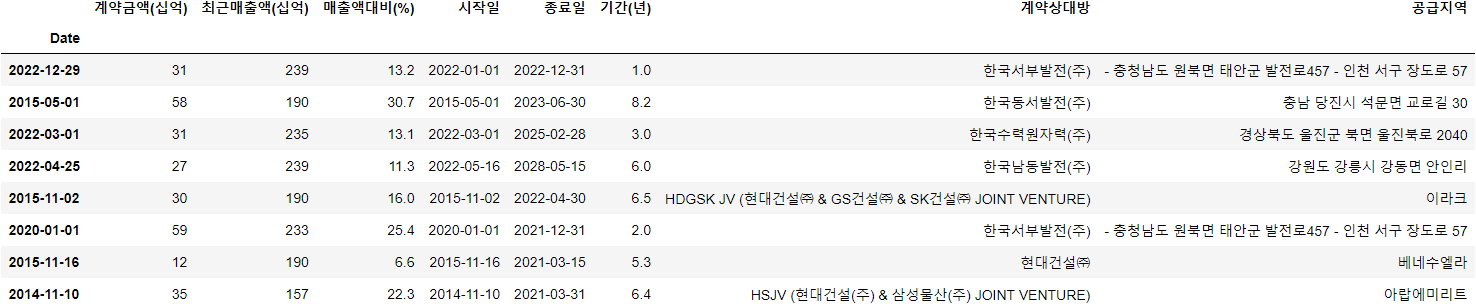 계약금액(십억) 최근매출액(십억) 매출액대비(%) 시작일 종료일 기간(년) 계약상대방 공급지역
Date
2022-12-29 31 239 13.2 2022-01-01 2022-12-31 1.0 한국서부발전(주) - 충청남도 원북면 태안군 발전로457 - 인천 서구 장도로 57
2015-05-01 58 190 30.7 2015-05-01 2023-06-30 8.2 한국동서발전(주) 충남 당진시 석문면 교로길 30
2022-03-01 31 235 13.1 2022-03-01 2025-02-28 3.0 한국수력원자력(주) 경상북도 울진군 북면 울진북로 2040
2022-04-25 27 239 11.3 2022-05-16 2028-05-15 6.0 한국남동발전(주) 강원도 강릉시 강동면 안인리
2015-11-02 30 190 16.0 2015-11-02 2022-04-30 6.5 HDGSK JV (현대건설㈜ & GS건설㈜ & SK건설㈜ JOINT VENTURE) 이라크
2020-01-01 59 233 25.4 2020-01-01 2021-12-31 2.0 한국서부발전(주) - 충청남도 원북면 태안군 발전로457 - 인천 서구 장도로 57
2015-11-16 12 190 6.6 2015-11-16 2021-03-15 5.3 현대건설㈜ 베네수엘라
2014-11-10 35 157 22.3 2014-11-10 2021-03-31 6.4 HSJV (현대건설(주) & 삼성물산(주) JOINT VENTURE) 아랍에미리트